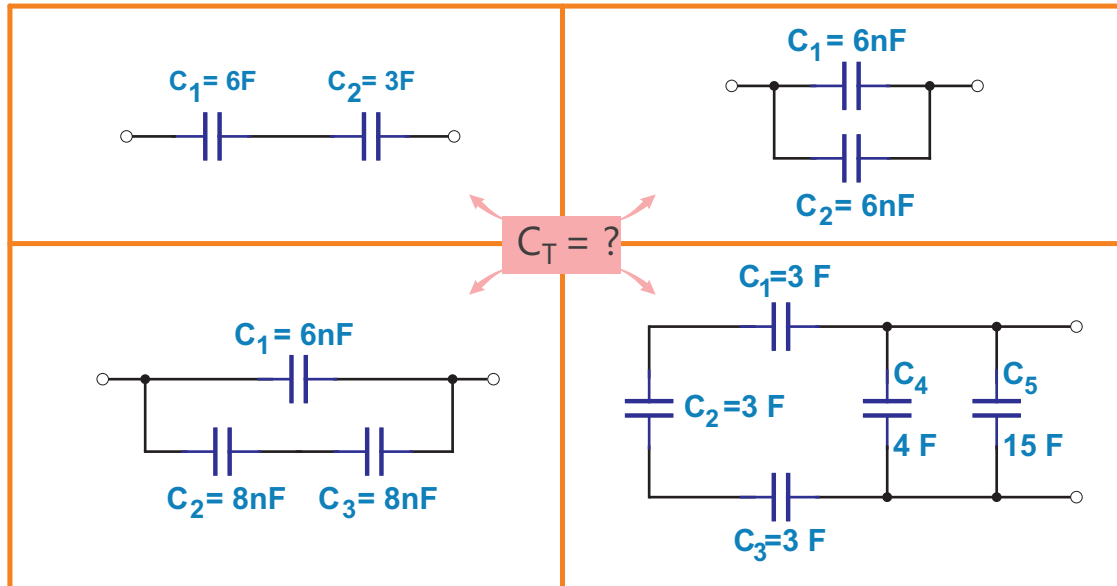 C₁= 6F
C₂= 3F
C₁= 6nF
C₂= 6nF
C_T = ?
C₁= 6nF
C₂= 8nF
C₃= 8nF
C₁=3 F
C₂=3 F
C₄
4 F
C₅
15 F
C₃=3 F